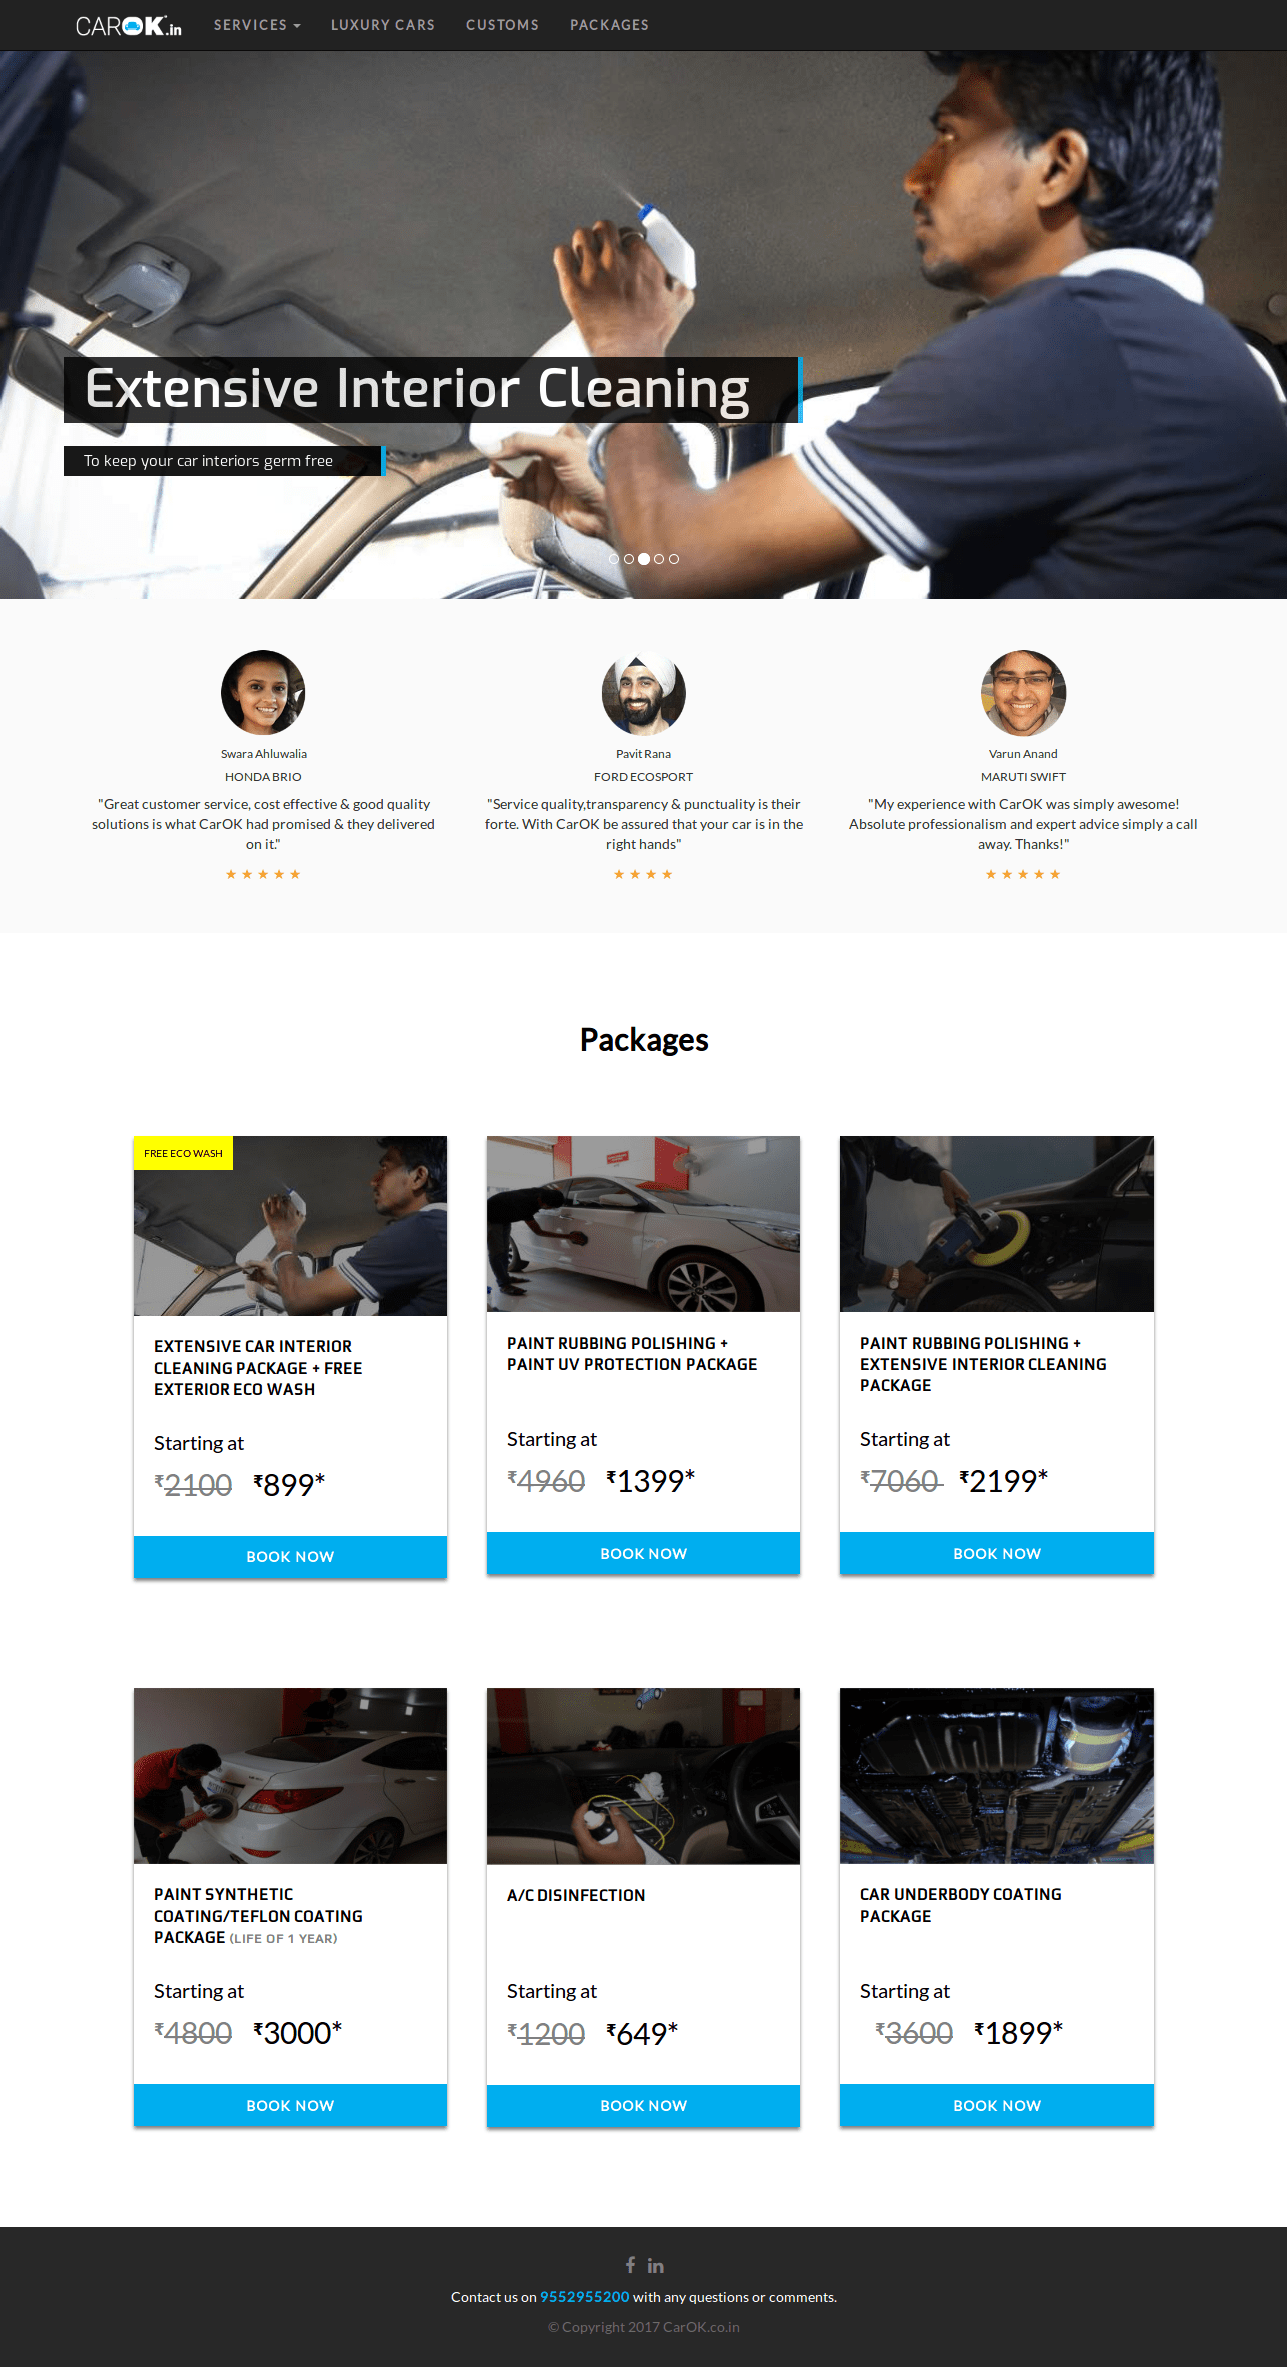 CAROK.in SERVICES LUXURY CARS CUSTOMS PACKAGES
Extensive Interior Cleaning
To keep your car interiors germ free
Swara Ahluwalia
HONDA BRIO
"Great customer service, cost effective & good quality
solutions is what CarOK had promised & they delivered
on it."
Pavit Rana
FORD ECOSPORT
"Service quality,transparency & punctuality is their
forte. With CarOK be assured that your car is in the
right hands"
Varun Anand
MARUTI SWIFT
"My experience with CarOK was simply awesome!
Absolute professionalism and expert advice simply a call
away. Thanks!"
Packages
FREE ECO WASH
EXTENSIVE CAR INTERIOR
CLEANING PACKAGE + FREE
EXTERIOR ECO WASH
Starting at
₹2100 ₹899*
BOOK NOW
PAINT RUBBING POLISHING +
PAINT UV PROTECTION PACKAGE
Starting at
₹4960 ₹1399*
BOOK NOW
PAINT RUBBING POLISHING +
EXTENSIVE INTERIOR CLEANING
PACKAGE
Starting at
₹7060 ₹2199*
BOOK NOW
PAINT SYNTHETIC
COATING/TEFLON COATING
PACKAGE (LIFE OF 1 YEAR)
Starting at
₹4800 ₹3000*
BOOK NOW
A/C DISINFECTION
Starting at
₹1200 ₹649*
BOOK NOW
CAR UNDERBODY COATING
PACKAGE
Starting at
₹3600 ₹1899*
BOOK NOW
Contact us on 9552955200 with any questions or comments.
© Copyright 2017 CarOK.co.in